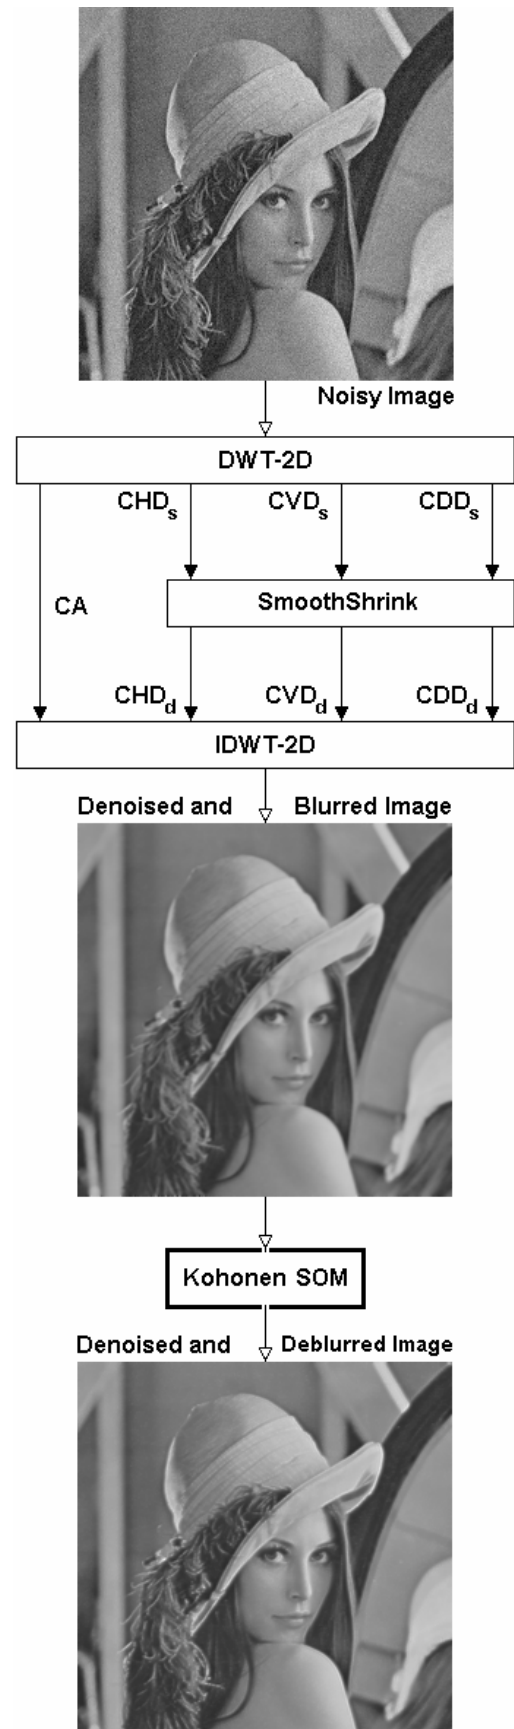 Noisy Image
DWT-2D
CHDs CVDs CDDs
SmoothShrink
CA
CHDd CVDd CDDd
IDWT-2D
Denoised and Blurred Image
Kohonen SOM
Denoised and Deblurred Image